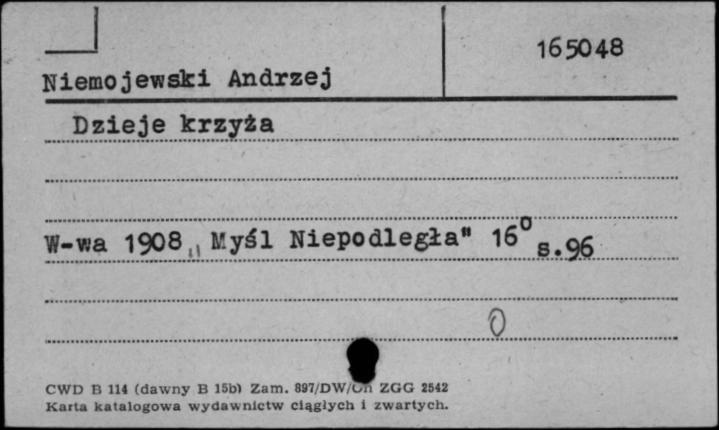 165048
Niemojewski Andrzej
Dzieje krzyża
W-wa 1908 „Myśl Niepodległa" 16⁰ s.96
0
CWD B 114 (dawny B 15b) Zam. 897/DW/Un ZGG 2542
Karta katalogowa wydawnictw ciągłych i zwartych.